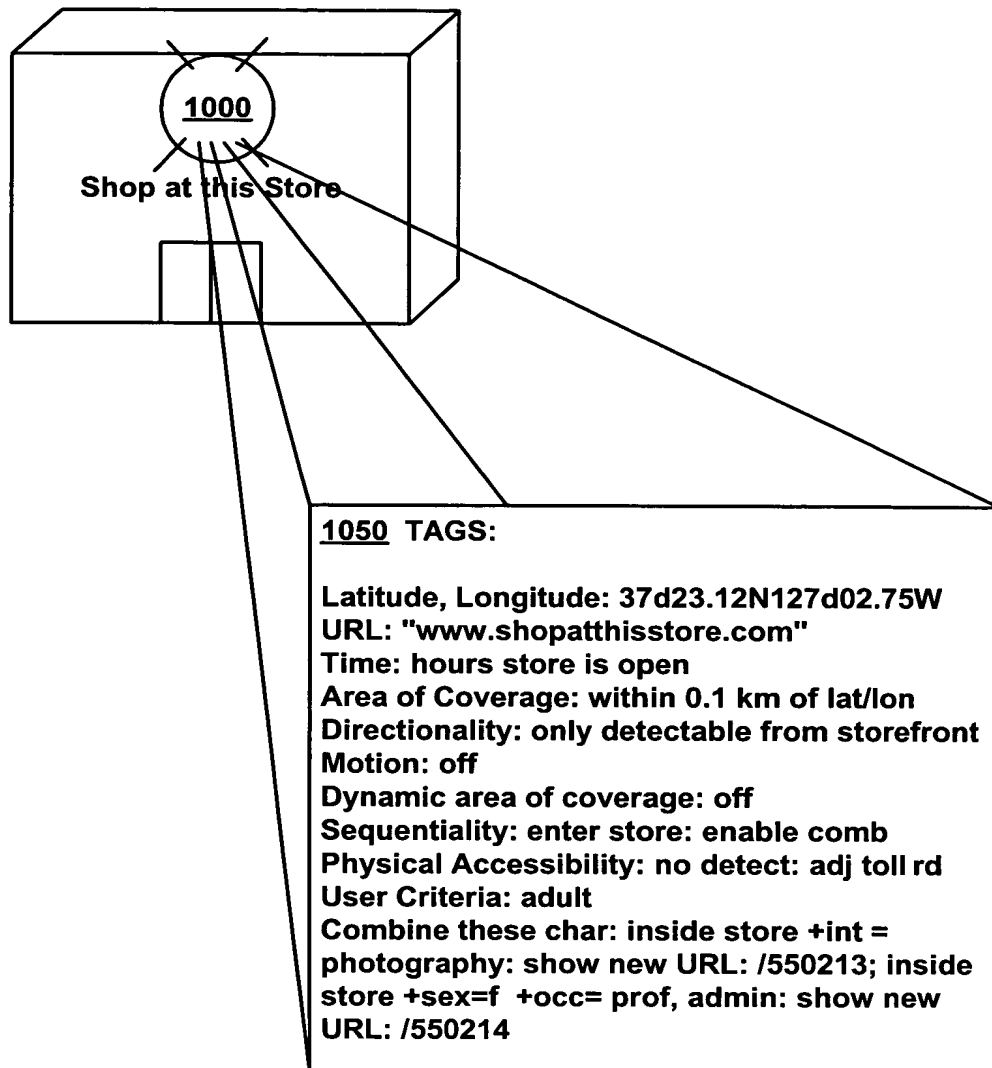 1000
Shop at this Store
1050 TAGS:
Latitude, Longitude: 37d23.12N127d02.75W
URL: "www.shopatthisstore.com"
Time: hours store is open
Area of Coverage: within 0.1 km of lat/lon
Directionality: only detectable from storefront
Motion: off
Dynamic area of coverage: off
Sequentiality: enter store: enable comb
Physical Accessibility: no detect: adj toll rd
User Criteria: adult
Combine these char: inside store +int =
photography: show new URL: /550213; inside
store +sex=f +occ= prof, admin: show new
URL: /550214